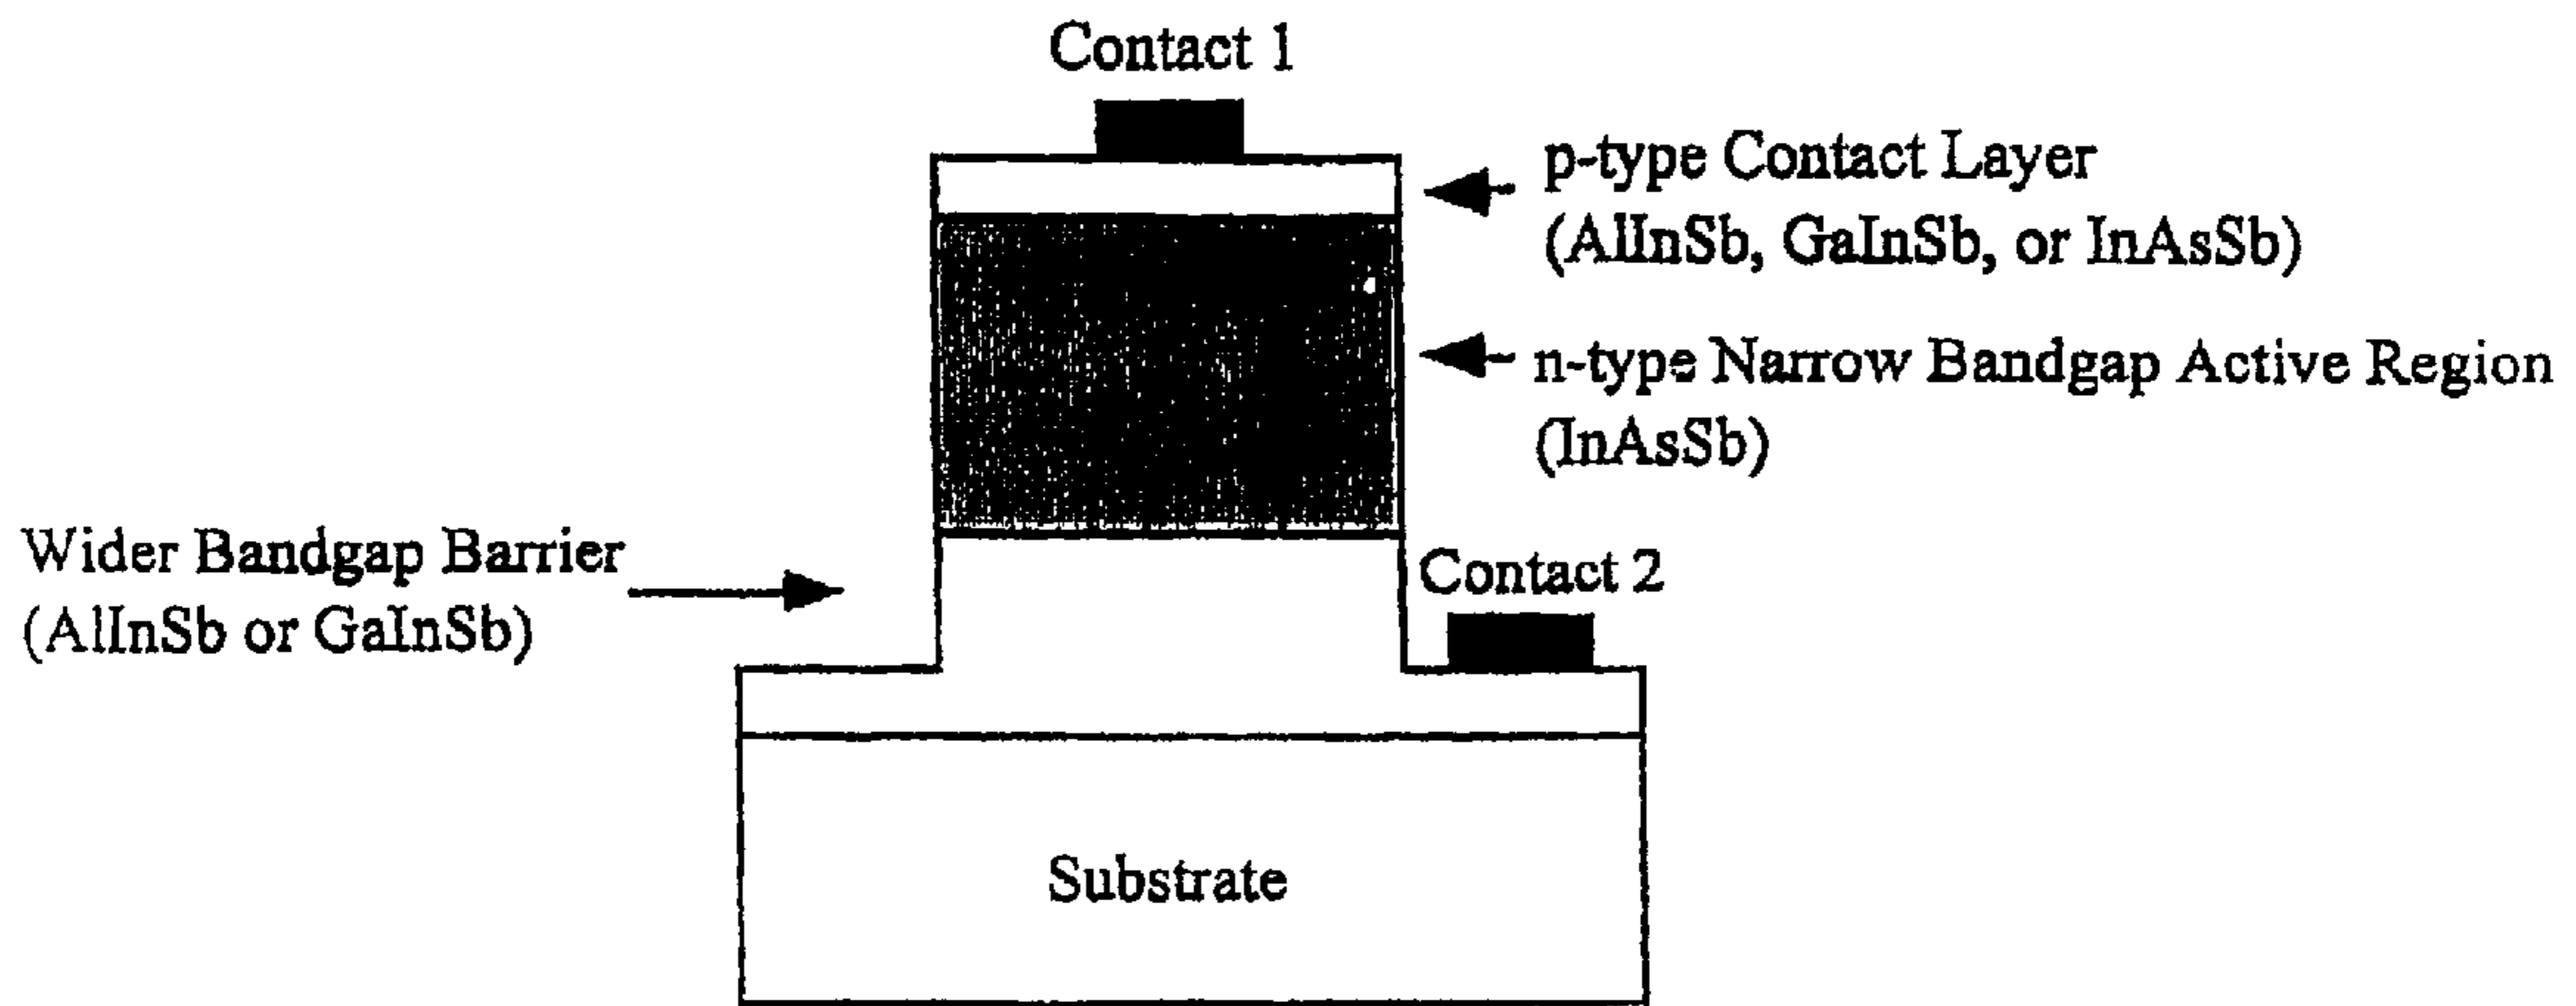 Contact 1
p-type Contact Layer
(AlInSb, GaInSb, or InAsSb)
n-type Narrow Bandgap Active Region
(InAsSb)
Wider Bandgap Barrier
(AlInSb or GaInSb)
Contact 2
Substrate